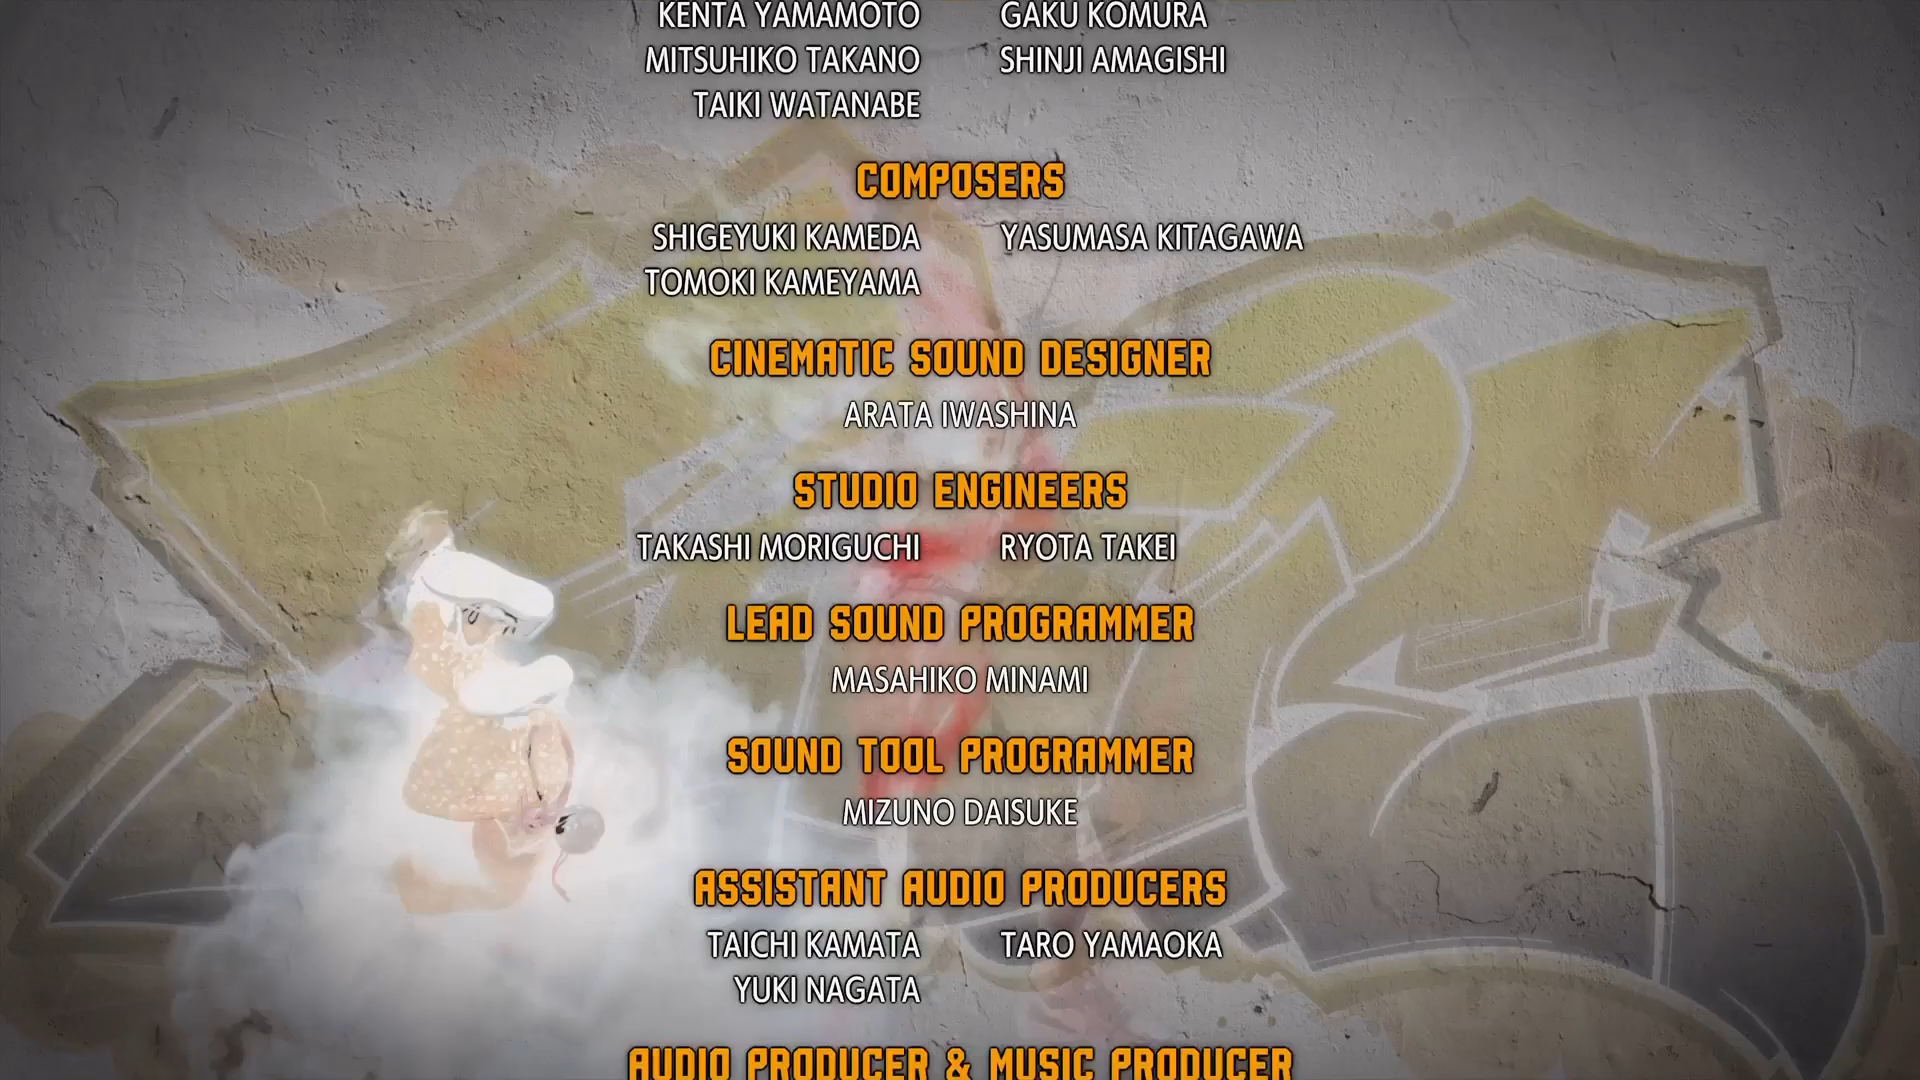 KENTA YAMAMOTO GAKU KOMURA
MITSUHIKO TAKANO SHINJI AMAGISHI
TAIKI WATANABE
COMPOSERS
SHIGEYUKI KAMEDA YASUMASA KITAGAWA
TOMOKI KAMEYAMA
CINEMATIC SOUND DESIGNER
ARATA IWASHINA
STUDIO ENGINEERS
TAKASHI MORIGUCHI RYOTA TAKEI
LEAD SOUND PROGRAMMER
MASAHIKO MINAMI
SOUND TOOL PROGRAMMER
MIZUNO DAISUKE
ASSISTANT AUDIO PRODUCERS
TAICHI KAMATA TARO YAMAOKA
YUKI NAGATA
AUDIO PRODUCER & MUSIC PRODUCER